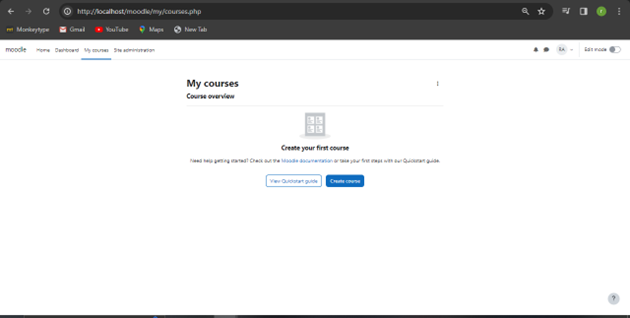 http://localhost/moodle/my/courses.php
Monkeytype Gmail YouTube Maps New Tab
moodle Home Dashboard My courses Site administration EA Edit mode
My courses
Course overview
Create your first course
Need help getting started? Check out the Moodle documentation or take your first steps with our Quickstart guide.
View Quickstart guide Create course
?